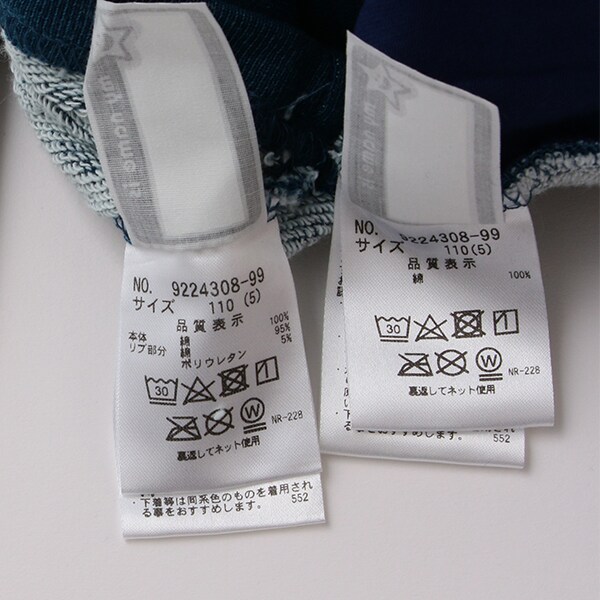 NO. 9224308-99
サイズ 110 (5)
品質表示
本体 綿 100%
リブ部分 綿 95%
ポリウレタン 5%
30
NR-228
裏返してネット使用
下着等は同系色のものを着用され
る事をおすすめします。 552
NO. 9224308-99
サイズ 110 (5)
品質表示
綿 100%
30
NR-228
裏返してネット使用
552